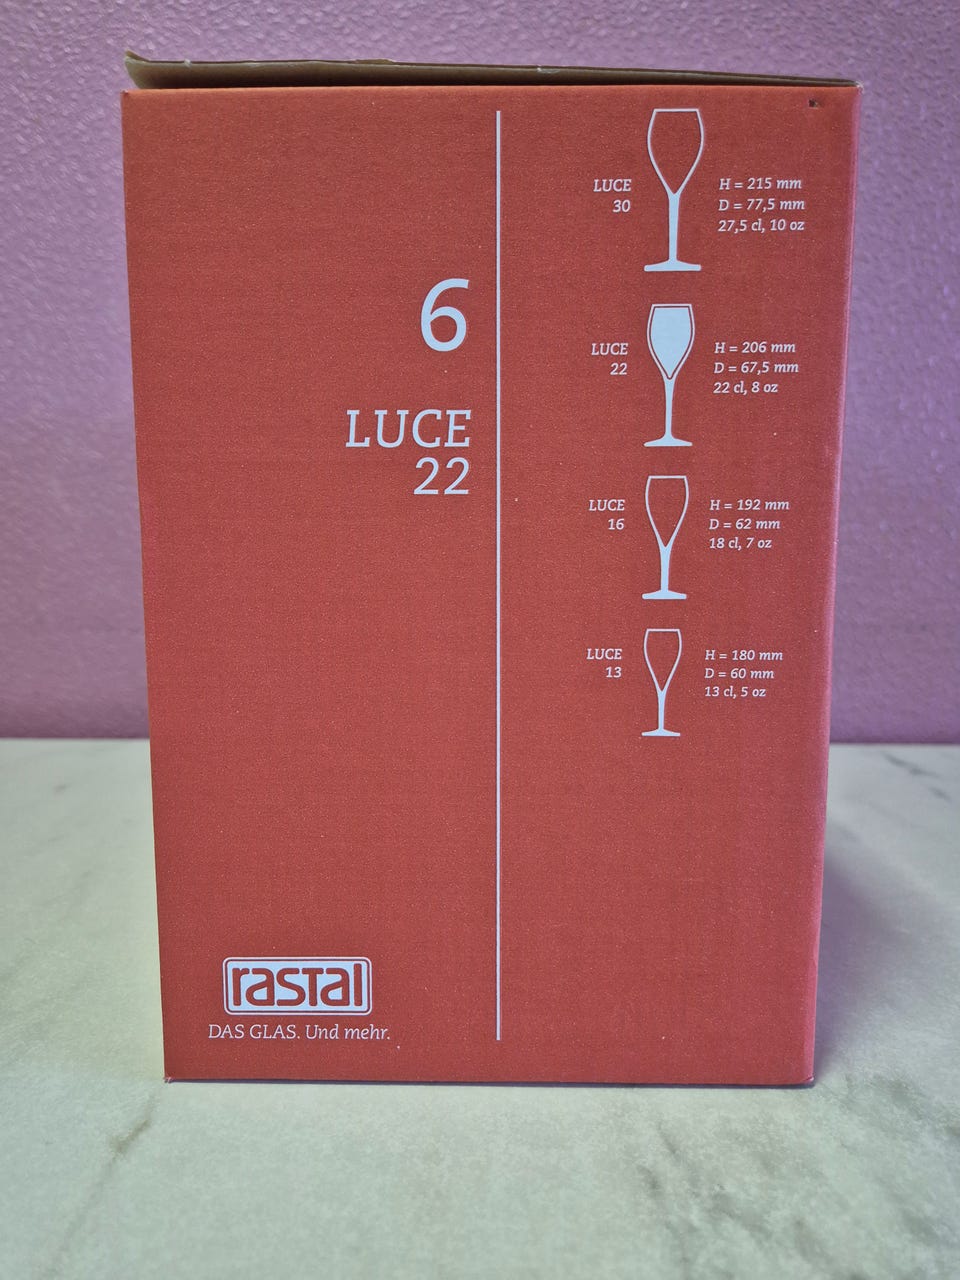 6
LUCE
22
rastal
DAS GLAS. Und mehr.
LUCE
30
H = 215 mm
D = 77,5 mm
27,5 cl, 10 oz
LUCE
22
H = 206 mm
D = 67,5 mm
22 cl, 8 oz
LUCE
16
H = 192 mm
D = 62 mm
18 cl, 7 oz
LUCE
13
H = 180 mm
D = 60 mm
13 cl, 5 oz